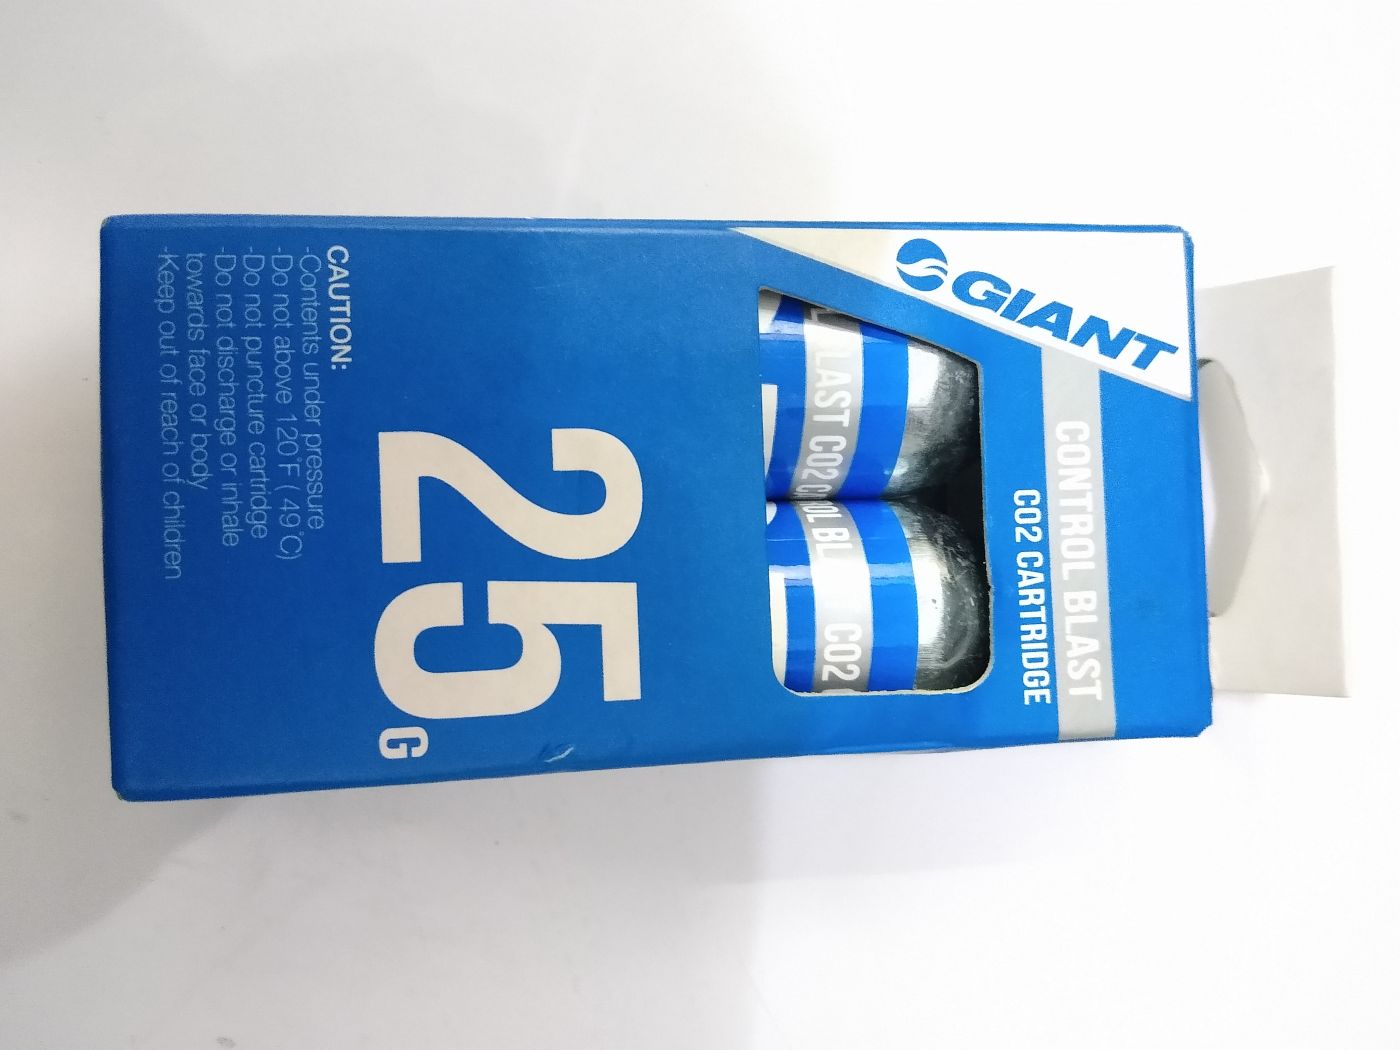 GIANT
CONTROL BLAST
CO2 CARTRIDGE
LAST CO2 C
OL BL
CO2
25G
CAUTION:
-Contents under pressure
-Do not above 120°F ( 49°C)
-Do not puncture cartridge
-Do not discharge or inhale
towards face or body
-Keep out of reach of children